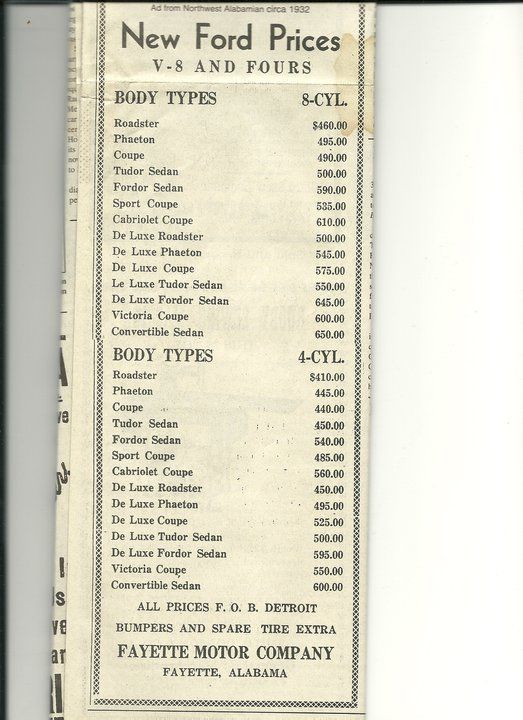 Ad from Northwest Alabamian circa 1932
New Ford Prices
V-8 AND FOURS
BODY TYPES 8-CYL.
Roadster $460.00
Phaeton 495.00
Coupe 490.00
Tudor Sedan 500.00
Fordor Sedan 590.00
Sport Coupe 535.00
Cabriolet Coupe 610.00
De Luxe Roadster 500.00
De Luxe Phaeton 545.00
De Luxe Coupe 575.00
Le Luxe Tudor Sedan 550.00
De Luxe Fordor Sedan 645.00
Victoria Coupe 600.00
Convertible Sedan 650.00
BODY TYPES 4-CYL.
Roadster $410.00
Phaeton 445.00
Coupe 440.00
Tudor Sedan 450.00
Fordor Sedan 540.00
Sport Coupe 485.00
Cabriolet Coupe 560.00
De Luxe Roadster 450.00
De Luxe Phaeton 495.00
De Luxe Coupe 525.00
De Luxe Tudor Sedan 500.00
De Luxe Fordor Sedan 595.00
Victoria Coupe 550.00
Convertible Sedan 600.00
ALL PRICES F. O. B. DETROIT
BUMPERS AND SPARE TIRE EXTRA
FAYETTE MOTOR COMPANY
FAYETTE, ALABAMA